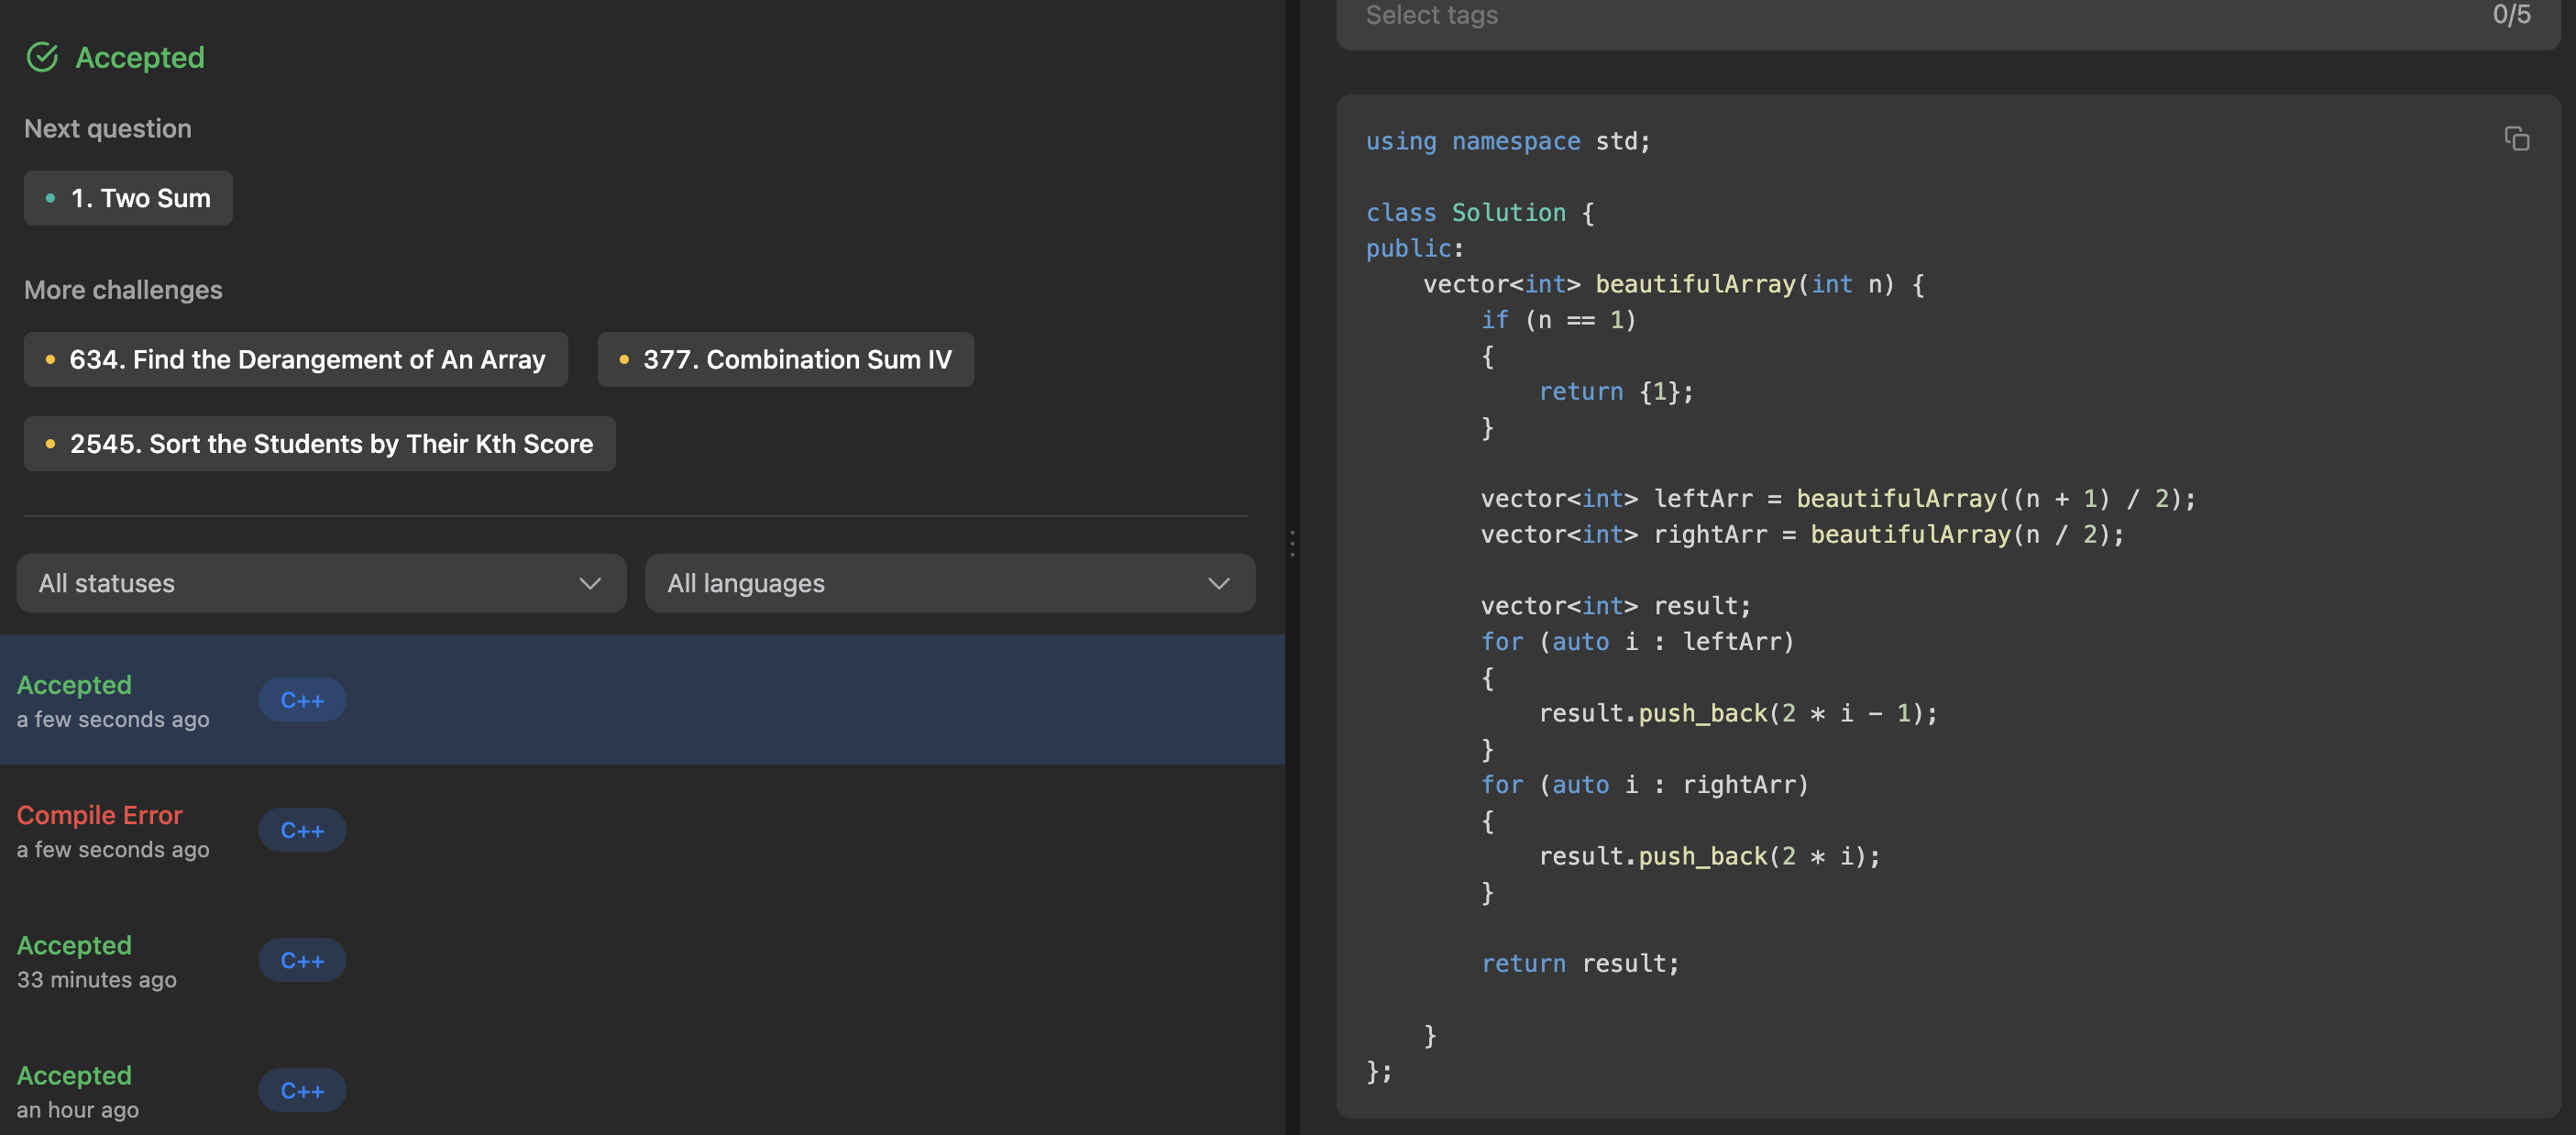 Accepted
Next question
1. Two Sum
More challenges
634. Find the Derangement of An Array
377. Combination Sum IV
2545. Sort the Students by Their Kth Score
All statuses
All languages
Accepted
a few seconds ago
C++
Compile Error
a few seconds ago
C++
Accepted
33 minutes ago
C++
Accepted
an hour ago
C++
Select tags
0/5
using namespace std;
class Solution {
public:
    vector<int> beautifulArray(int n) {
        if (n == 1)
        {
            return {1};
        }
        vector<int> leftArr = beautifulArray((n + 1) / 2);
        vector<int> rightArr = beautifulArray(n / 2);
        vector<int> result;
        for (auto i : leftArr)
        {
            result.push_back(2 * i - 1);
        }
        for (auto i : rightArr)
        {
            result.push_back(2 * i);
        }
        return result;
    }
};